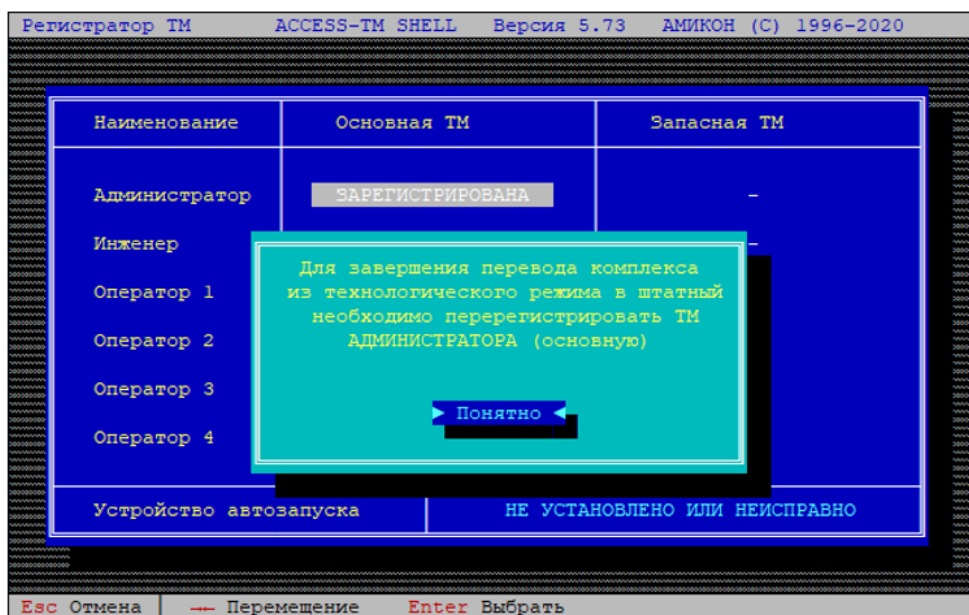 Регистратор ТМ ACCESS-TM SHELL Версия 5.73 АМИКОН (C) 1996-2020
Наименование Основная ТМ Запасная ТМ
Администратор ЗАРЕГИСТРИРОВАНА -
Инженер -
Для завершения перевода комплекса
Оператор 1 из технологического режима в штатный
необходимо перерегистрировать ТМ
Оператор 2 АДМИНИСТРАТОРА (основную)
Оператор 3
Понятно
Оператор 4
Устройство автозапуска НЕ УСТАНОВЛЕНО ИЛИ НЕИСПРАВНО
Esc Отмена Перемещение Enter Выбрать